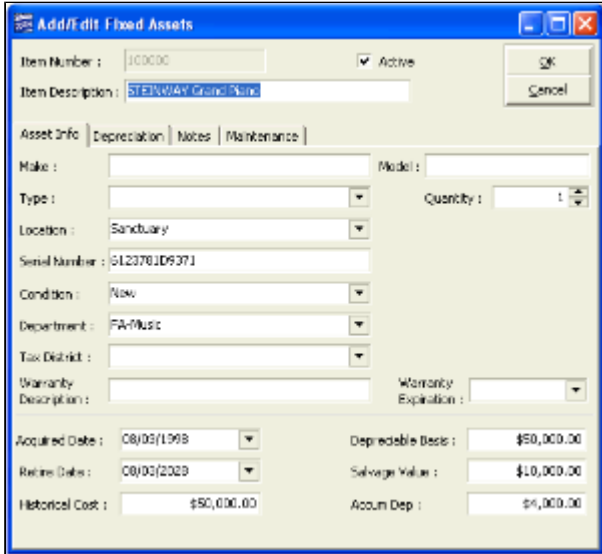 Add/Edit Fixed Assets
Item Number : 100000 Active OK
Item Description : STEINWAY Grand Piano Cancel
Asset Info Depreciation Notes Maintenance
Make : Model :
Type : Quantity : 1
Location : Sanctuary
Serial Number : 6123781D9371
Condition : New
Department : FA-Music
Tax District :
Warranty Description : Warranty Expiration :
Acquired Date : 08/03/1998 Depreciable Basis : $50,000.00
Retire Date : 08/03/2028 Salvage Value : $10,000.00
Historical Cost : $50,000.00 Accum Dep : $4,000.00